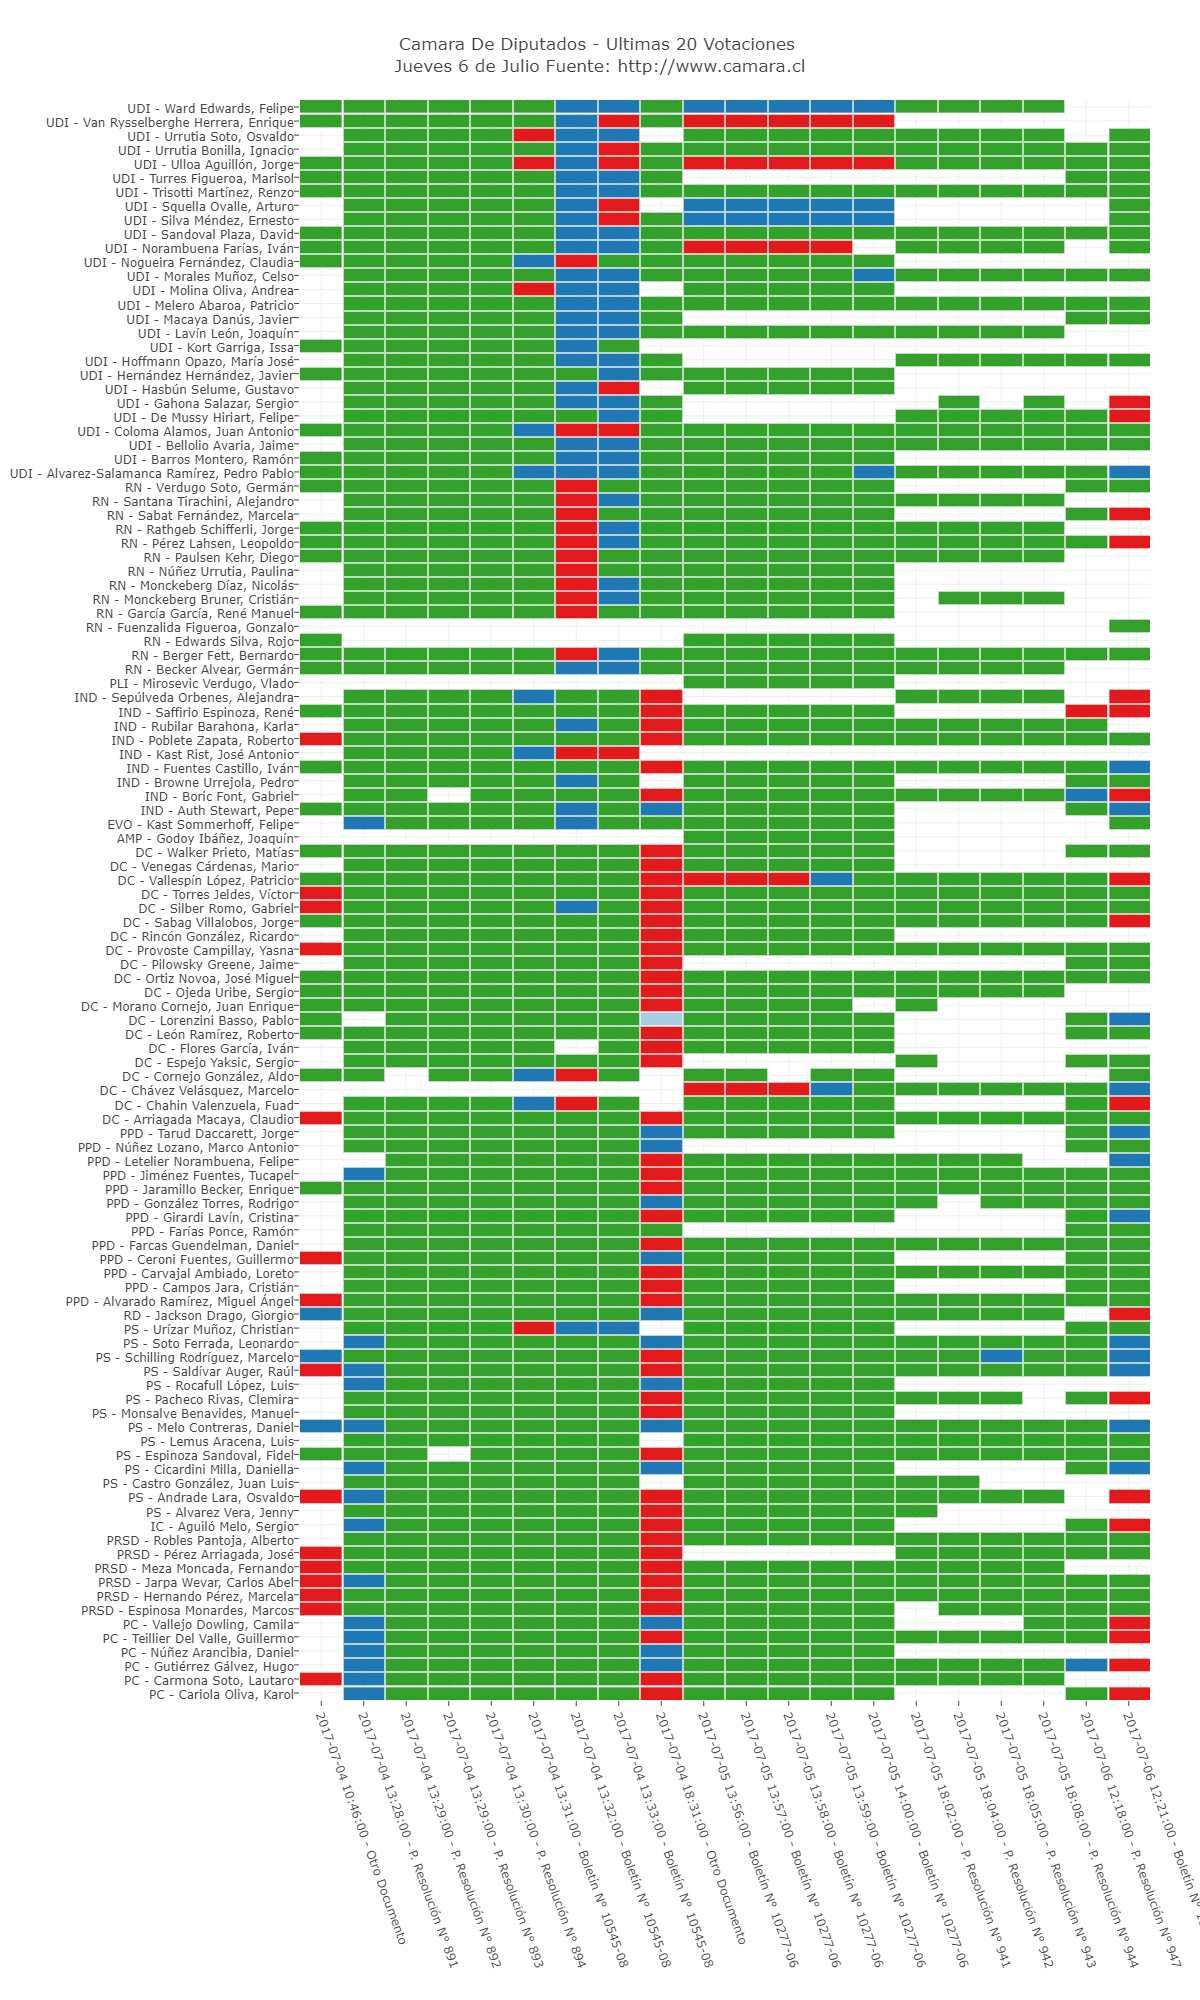 Camara De Diputados - Ultimas 20 Votaciones
Jueves 6 de Julio Fuente: http://www.camara.cl
UDI - Ward Edwards, Felipe
UDI - Van Rysselberghe Herrera, Enrique
UDI - Urrutia Soto, Osvaldo
UDI - Urrutia Bonilla, Ignacio
UDI - Ulloa Aguillón, Jorge
UDI - Turres Figueroa, Marisol
UDI - Trisotti Martínez, Renzo
UDI - Squella Ovalle, Arturo
UDI - Silva Méndez, Ernesto
UDI - Sandoval Plaza, David
UDI - Norambuena Farías, Iván
UDI - Nogueira Fernández, Claudia
UDI - Morales Muñoz, Celso
UDI - Molina Oliva, Andrea
UDI - Melero Abaroa, Patricio
UDI - Macaya Danús, Javier
UDI - Lavín León, Joaquín
UDI - Kort Garriga, Issa
UDI - Hoffmann Opazo, María José
UDI - Hernández Hernández, Javier
UDI - Hasbún Selume, Gustavo
UDI - Gahona Salazar, Sergio
UDI - De Mussy Hiriart, Felipe
UDI - Coloma Alamos, Juan Antonio
UDI - Bellolio Avaria, Jaime
UDI - Barros Montero, Ramón
UDI - Alvarez-Salamanca Ramírez, Pedro Pablo
RN - Verdugo Soto, Germán
RN - Santana Tirachini, Alejandro
RN - Sabat Fernández, Marcela
RN - Rathgeb Schifferli, Jorge
RN - Pérez Lahsen, Leopoldo
RN - Paulsen Kehr, Diego
RN - Núñez Urrutia, Paulina
RN - Monckeberg Díaz, Nicolás
RN - Monckeberg Bruner, Cristián
RN - García García, René Manuel
RN - Fuenzalida Figueroa, Gonzalo
RN - Edwards Silva, Rojo
RN - Berger Fett, Bernardo
RN - Becker Alvear, Germán
PLI - Mirosevic Verdugo, Vlado
IND - Sepúlveda Orbenes, Alejandra
IND - Saffirio Espinoza, René
IND - Rubilar Barahona, Karla
IND - Poblete Zapata, Roberto
IND - Kast Rist, José Antonio
IND - Fuentes Castillo, Iván
IND - Browne Urrejola, Pedro
IND - Boric Font, Gabriel
IND - Auth Stewart, Pepe
EVO - Kast Sommerhoff, Felipe
AMP - Godoy Ibáñez, Joaquín
DC - Walker Prieto, Matías
DC - Venegas Cárdenas, Mario
DC - Vallespín López, Patricio
DC - Torres Jeldes, Víctor
DC - Silber Romo, Gabriel
DC - Sabag Villalobos, Jorge
DC - Rincón González, Ricardo
DC - Provoste Campillay, Yasna
DC - Pilowsky Greene, Jaime
DC - Ortiz Novoa, José Miguel
DC - Ojeda Uribe, Sergio
DC - Morano Cornejo, Juan Enrique
DC - Lorenzini Basso, Pablo
DC - León Ramírez, Roberto
DC - Flores García, Iván
DC - Espejo Yaksic, Sergio
DC - Cornejo González, Aldo
DC - Chávez Velásquez, Marcelo
DC - Chahin Valenzuela, Fuad
DC - Arriagada Macaya, Claudio
PPD - Tarud Daccarett, Jorge
PPD - Núñez Lozano, Marco Antonio
PPD - Letelier Norambuena, Felipe
PPD - Jiménez Fuentes, Tucapel
PPD - Jaramillo Becker, Enrique
PPD - González Torres, Rodrigo
PPD - Girardi Lavín, Cristina
PPD - Farías Ponce, Ramón
PPD - Farcas Guendelman, Daniel
PPD - Ceroni Fuentes, Guillermo
PPD - Carvajal Ambiado, Loreto
PPD - Campos Jara, Cristián
PPD - Alvarado Ramírez, Miguel Ángel
RD - Jackson Drago, Giorgio
PS - Urízar Muñoz, Christian
PS - Soto Ferrada, Leonardo
PS - Schilling Rodríguez, Marcelo
PS - Saldívar Auger, Raúl
PS - Rocafull López, Luis
PS - Pacheco Rivas, Clemira
PS - Monsalve Benavides, Manuel
PS - Melo Contreras, Daniel
PS - Lemus Aracena, Luis
PS - Espinoza Sandoval, Fidel
PS - Cicardini Milla, Daniella
PS - Castro González, Juan Luis
PS - Andrade Lara, Osvaldo
PS - Alvarez Vera, Jenny
IC - Aguiló Melo, Sergio
PRSD - Robles Pantoja, Alberto
PRSD - Pérez Arriagada, José
PRSD - Meza Moncada, Fernando
PRSD - Jarpa Wevar, Carlos Abel
PRSD - Hernando Pérez, Marcela
PRSD - Espinosa Monardes, Marcos
PC - Vallejo Dowling, Camila
PC - Teillier Del Valle, Guillermo
PC - Núñez Arancibia, Daniel
PC - Gutiérrez Gálvez, Hugo
PC - Carmona Soto, Lautaro
PC - Cariola Oliva, Karol
2017-07-04 10:46:00 - Otro Documento
2017-07-04 13:28:00 - P. Resolución Nº 891
2017-07-04 13:29:00 - P. Resolución Nº 892
2017-07-04 13:29:00 - P. Resolución Nº 893
2017-07-04 13:30:00 - P. Resolución Nº 894
2017-07-04 13:31:00 - Boletín Nº 10545-08
2017-07-04 13:32:00 - Boletín Nº 10545-08
2017-07-04 13:33:00 - Boletín Nº 10545-08
2017-07-04 18:31:00 - Otro Documento
2017-07-05 13:56:00 - Boletín Nº 10277-06
2017-07-05 13:57:00 - Boletín Nº 10277-06
2017-07-05 13:58:00 - Boletín Nº 10277-06
2017-07-05 13:59:00 - Boletín Nº 10277-06
2017-07-05 14:00:00 - Boletín Nº 10277-06
2017-07-05 18:02:00 - P. Resolución Nº 941
2017-07-05 18:04:00 - P. Resolución Nº 942
2017-07-05 18:05:00 - P. Resolución Nº 943
2017-07-05 18:08:00 - P. Resolución Nº 944
2017-07-06 12:18:00 - P. Resolución Nº 947
2017-07-06 12:21:00 - Boletín Nº